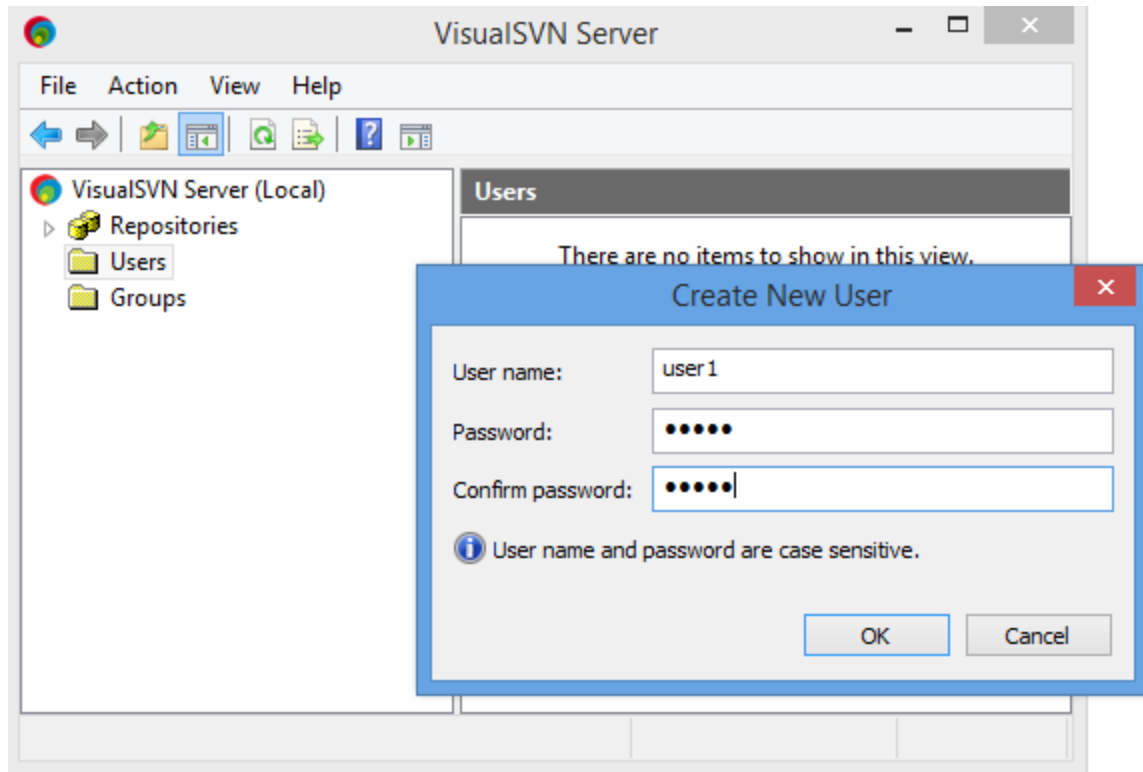 VisualSVN Server
File Action View Help
VisualSVN Server (Local)
Repositories
Users
Groups
Users
There are no items to show in this view.
Create New User
User name: user1
Password: •••••
Confirm password: •••••
User name and password are case sensitive.
OK Cancel